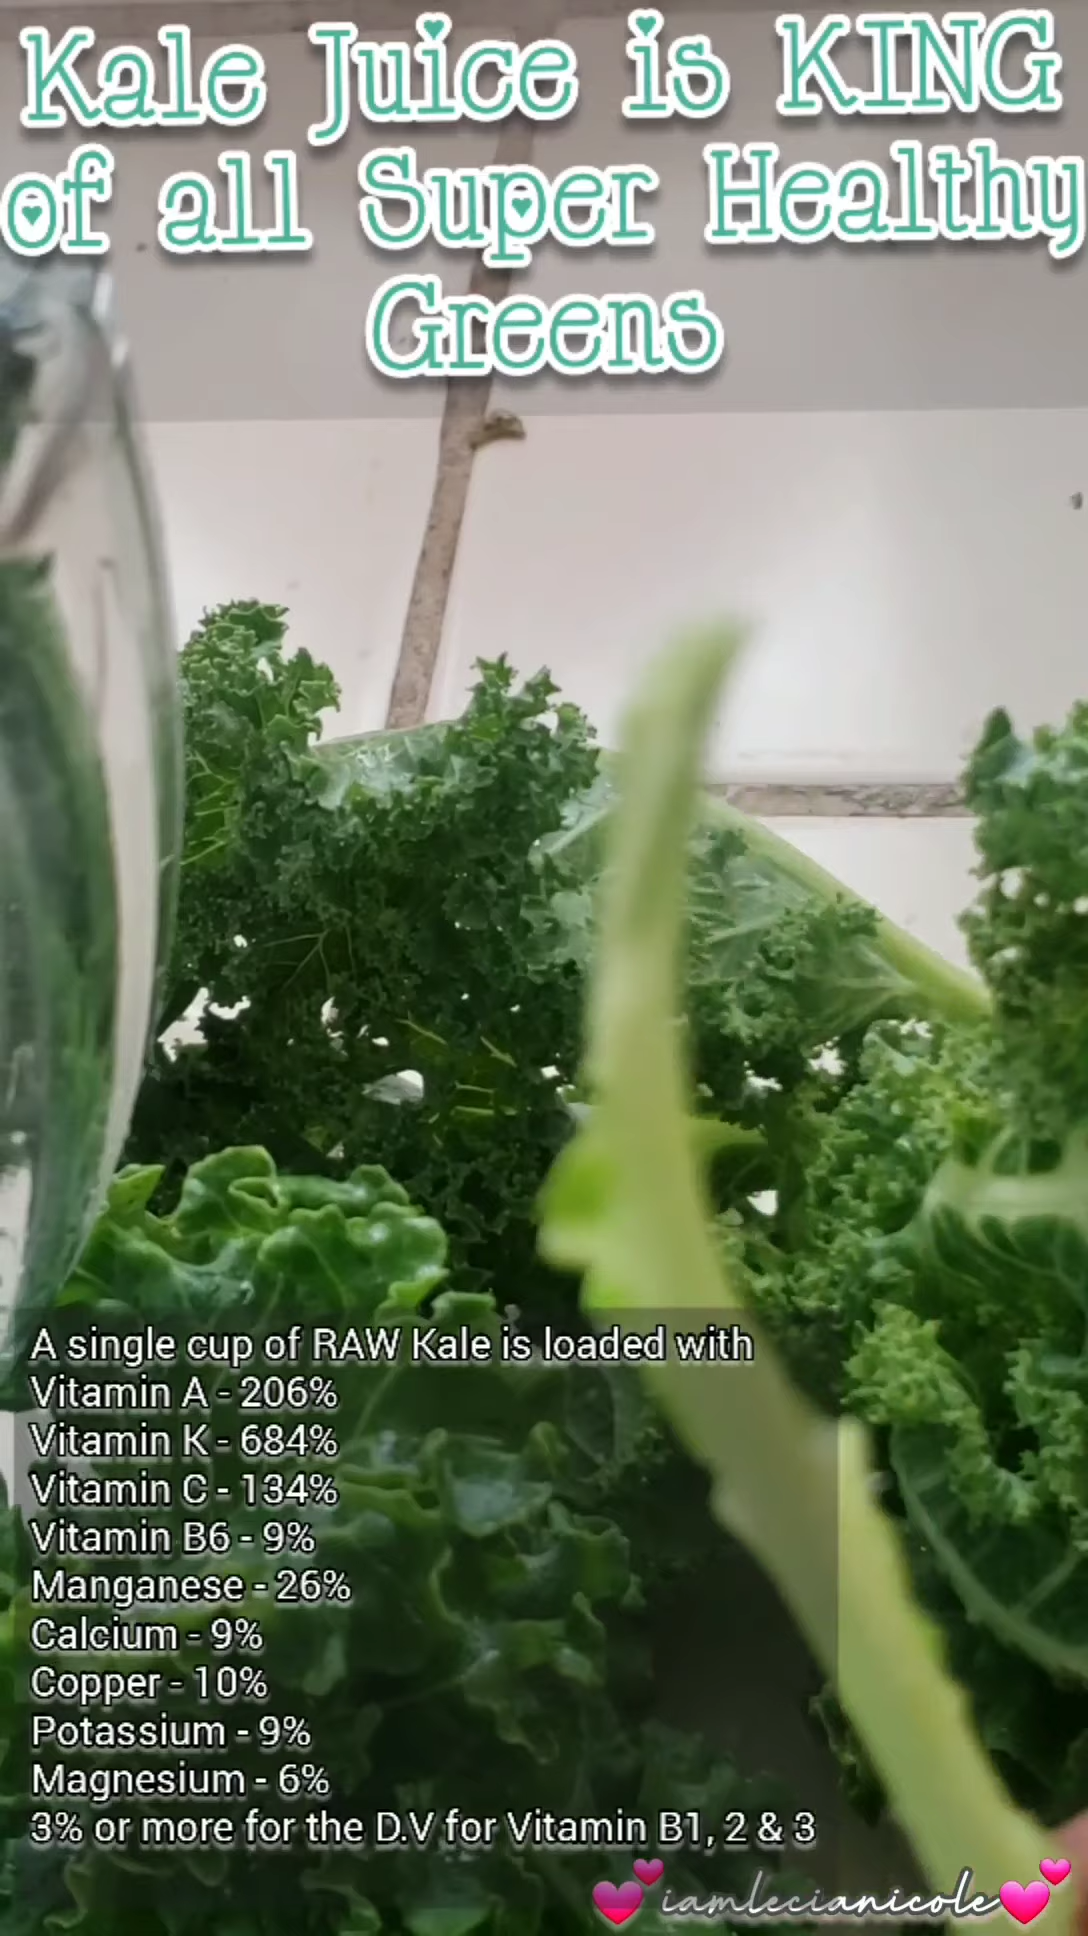 Kale Juice is KING
of all Super Healthy
Greens
A single cup of RAW Kale is loaded with
Vitamin A - 206%
Vitamin K - 684%
Vitamin C - 134%
Vitamin B6 - 9%
Manganese - 26%
Calcium - 9%
Copper - 10%
Potassium - 9%
Magnesium - 6%
3% or more for the D.V for Vitamin B1, 2 & 3
💕iamlecianicole💕